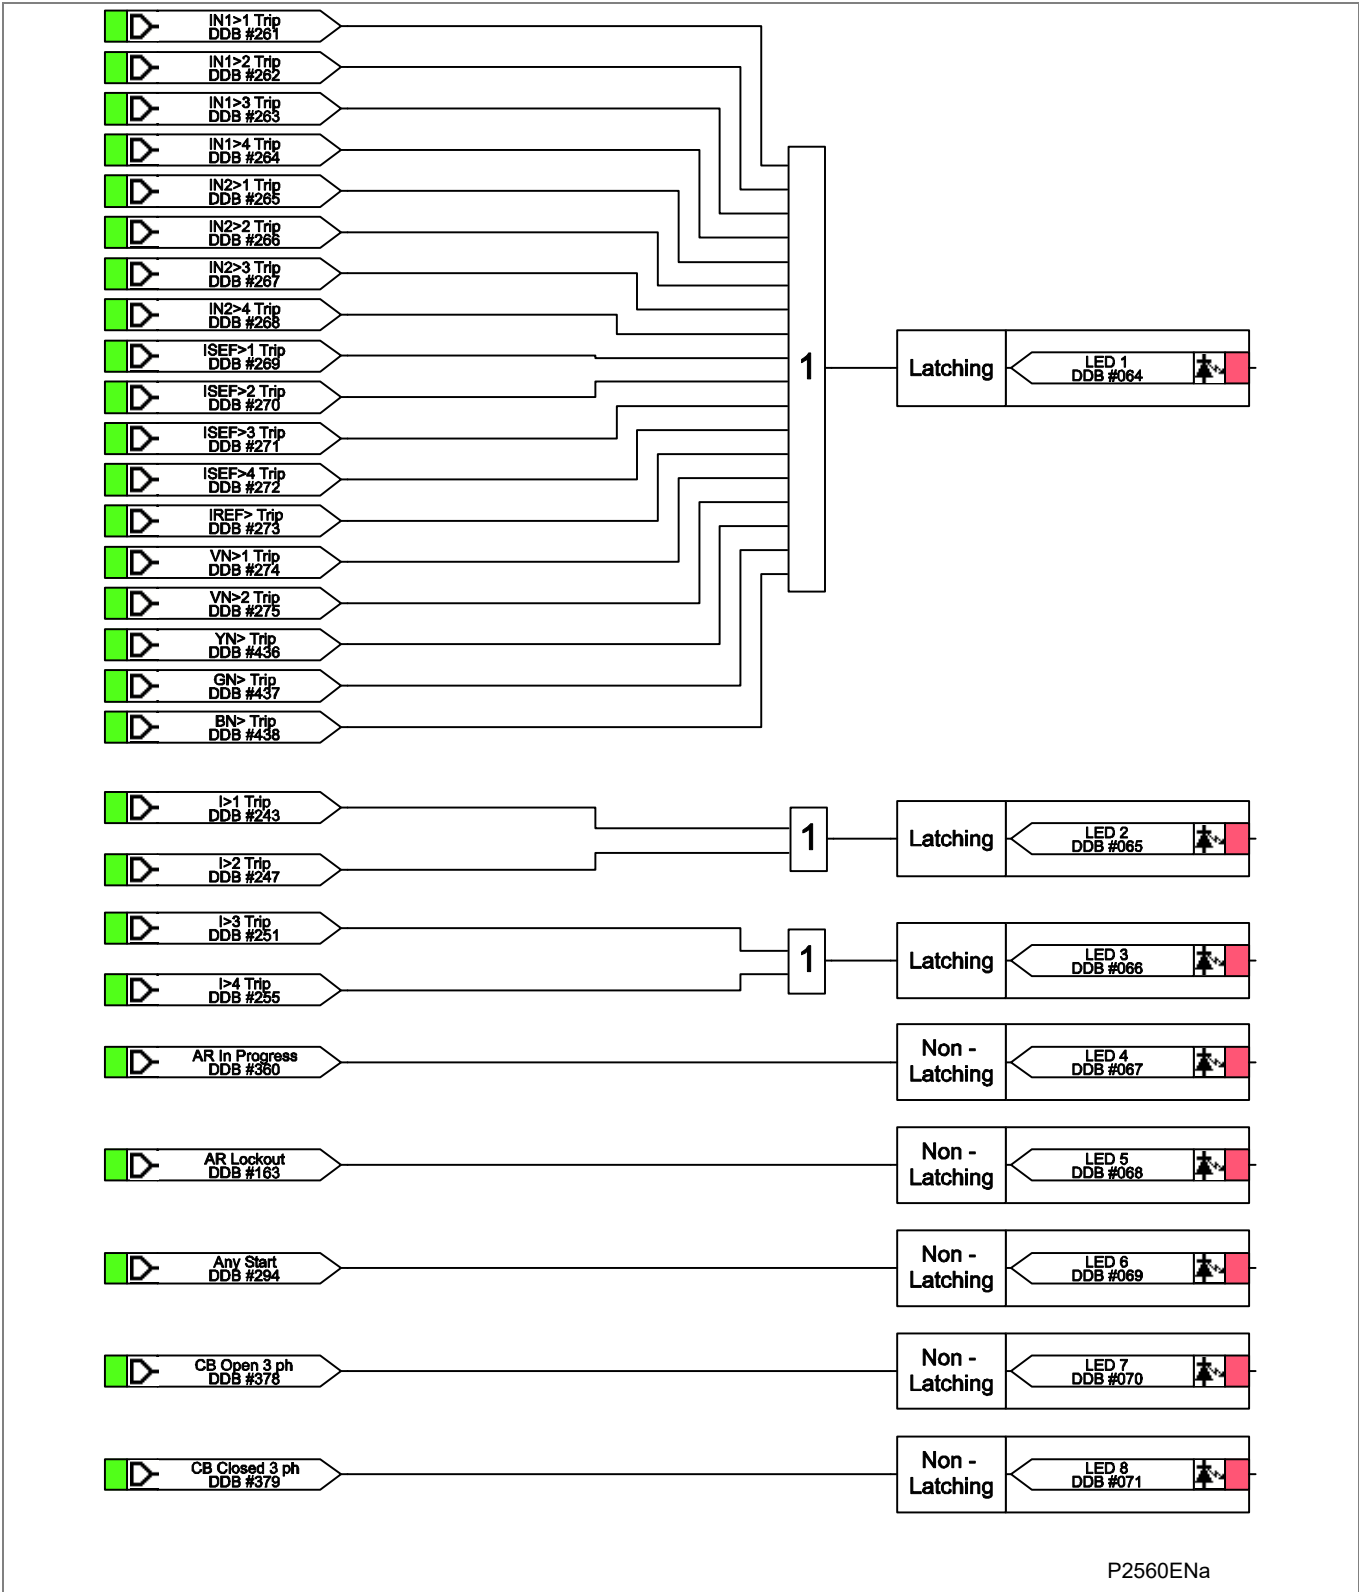 IN1>1 Trip
DDB #261
IN1>2 Trip
DDB #262
IN1>3 Trip
DDB #263
IN1>4 Trip
DDB #264
IN2>1 Trip
DDB #265
IN2>2 Trip
DDB #266
IN2>3 Trip
DDB #267
IN2>4 Trip
DDB #268
ISEF>1 Trip
DDB #269
ISEF>2 Trip
DDB #270
ISEF>3 Trip
DDB #271
ISEF>4 Trip
DDB #272
IREF> Trip
DDB #273
VN>1 Trip
DDB #274
VN>2 Trip
DDB #275
YN> Trip
DDB #436
GN> Trip
DDB #437
BN> Trip
DDB #438
1
Latching
LED 1
DDB #064
I>1 Trip
DDB #243
I>2 Trip
DDB #247
1
Latching
LED 2
DDB #065
I>3 Trip
DDB #251
I>4 Trip
DDB #255
1
Latching
LED 3
DDB #066
AR In Progress
DDB #360
Non -
Latching
LED 4
DDB #067
AR Lockout
DDB #163
Non -
Latching
LED 5
DDB #068
Any Start
DDB #294
Non -
Latching
LED 6
DDB #069
CB Open 3 ph
DDB #378
Non -
Latching
LED 7
DDB #070
CB Closed 3 ph
DDB #379
Non -
Latching
LED 8
DDB #071
P2560ENa